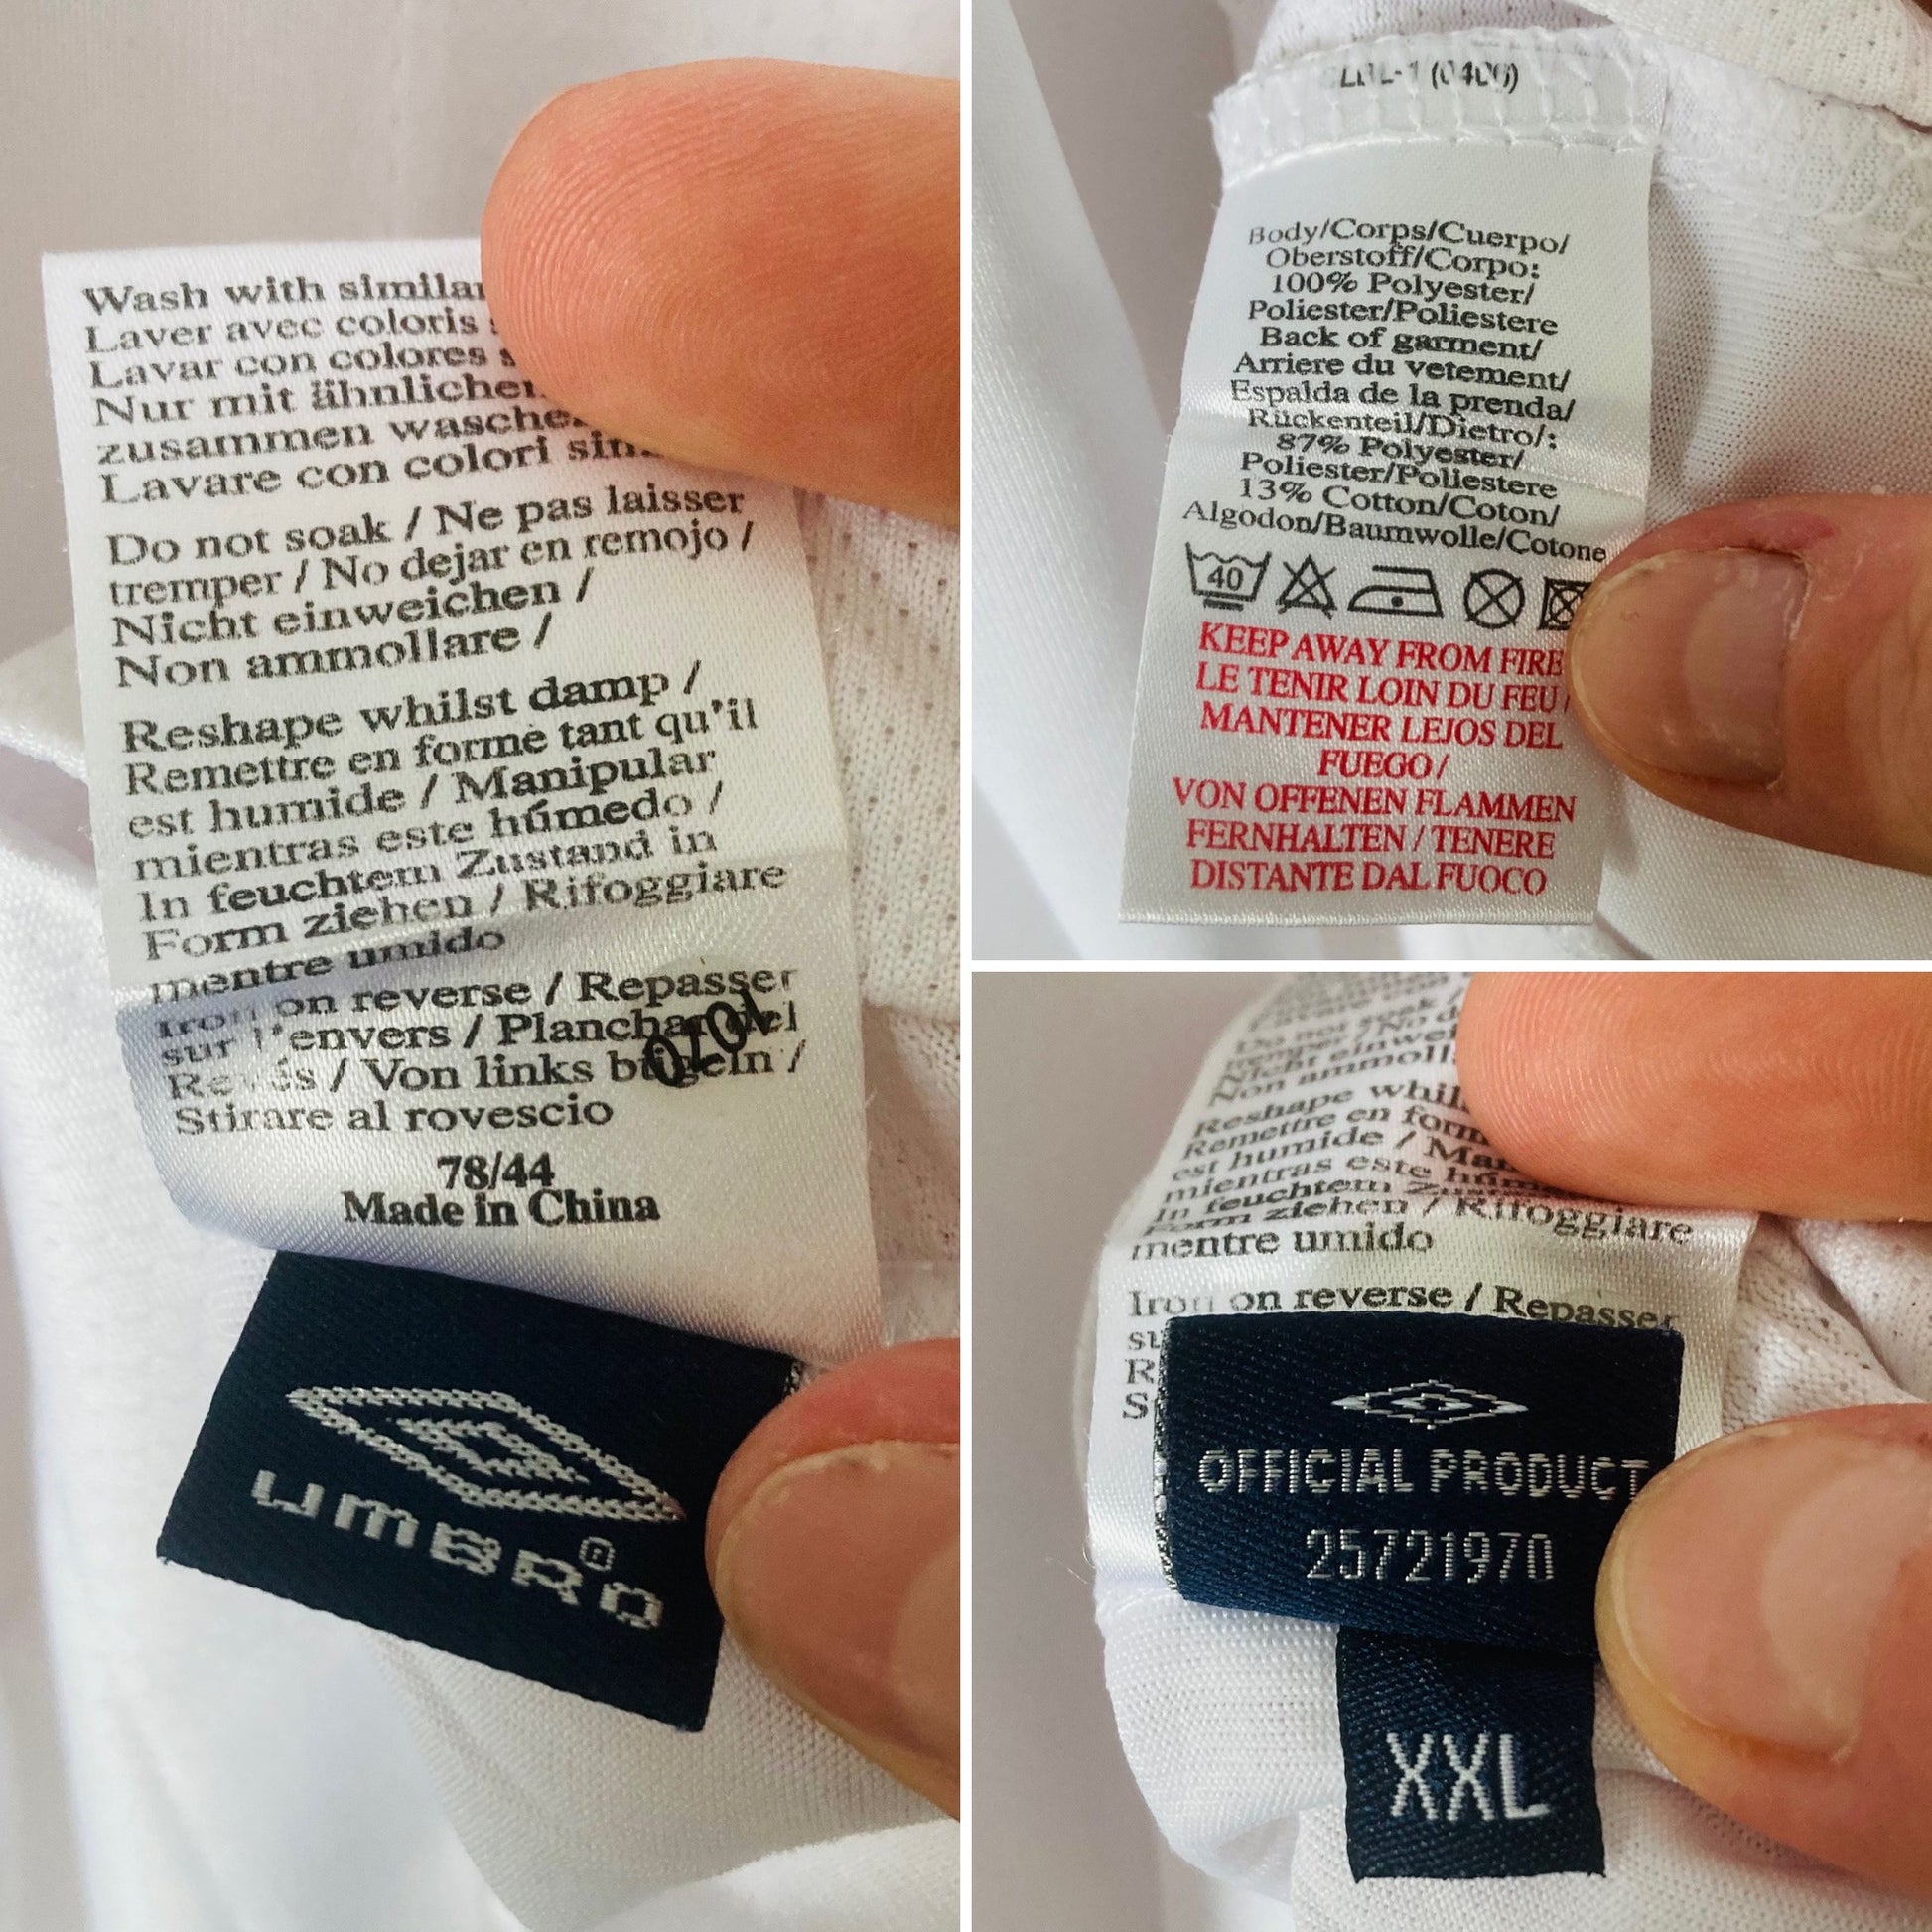 Wash with similar
Laver avec coloris
Lavar con colores
Nur mit ähnlichen
zusammen waschen
Lavare con colori
Do not soak / Ne pas laisser
tremper / No dejar en remojo /
Nicht einweichen /
Non ammollare /
Reshape whilst damp /
Remettre en forme tant qu'il
est humide / Manipular
mientras este húmedo /
In feuchtem Zustand in
Form ziehen / Rifoggiare
mentre umido
Iron on reverse / Repasser
sur l'envers / Planchar del
Revés / Von links bügeln /
Stirare al rovescio
78/44
Made in China
UMBRO®
LBL-1 (0406)
Body/Corps/Cuerpo/
Oberstoff/Corpo:
100% Polyester/
Poliester/Poliestere
Back of garment/
Arriere du vetement/
Espalda de la prenda/
Rückenteil/Dietro/:
87% Polyester/
Poliester/Poliestere
13% Cotton/Coton/
Algodon/Baumwolle/Cotone
40
KEEP AWAY FROM FIRE
LE TENIR LOIN DU FEU /
MANTENER LEJOS DEL
FUEGO /
VON OFFENEN FLAMMEN
FERNHALTEN / TENERE
DISTANTE DAL FUOCO
Do not soak /
tremper / No
Non
Reshape
Remettre en
est humide /
mientras este
In feuchtem
Form ziehen / Rifoggiare
mentre umido
Iron on reverse / Repasser
OFFICIAL PRODUCT
25721970
XXL